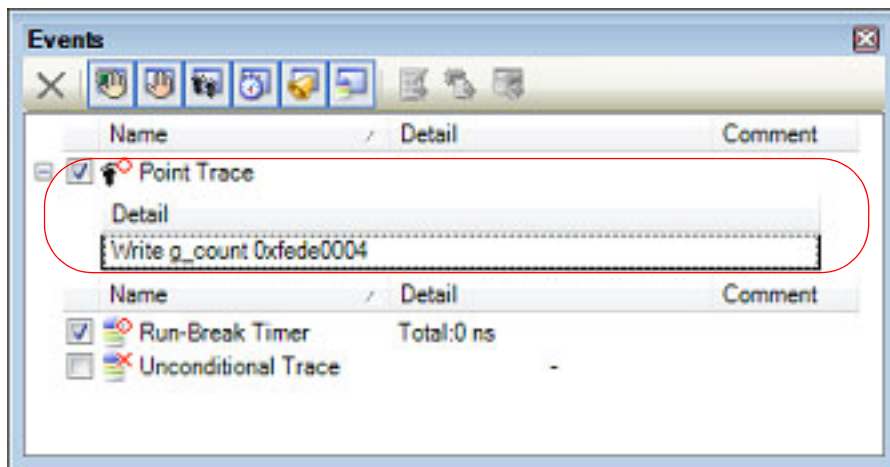 Events
Name Detail Comment
Point Trace
Detail
Write g_count 0xfede0004
Name Detail Comment
Run-Break Timer Total:0 ns
Unconditional Trace -